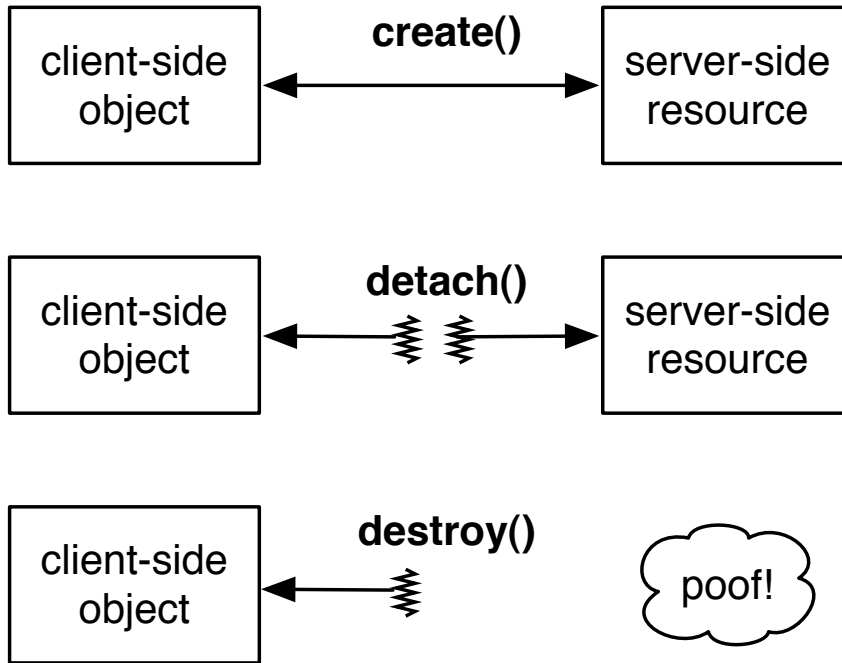 create()
client-side
object
server-side
resource
detach()
client-side
object
server-side
resource
destroy()
client-side
object
poof!